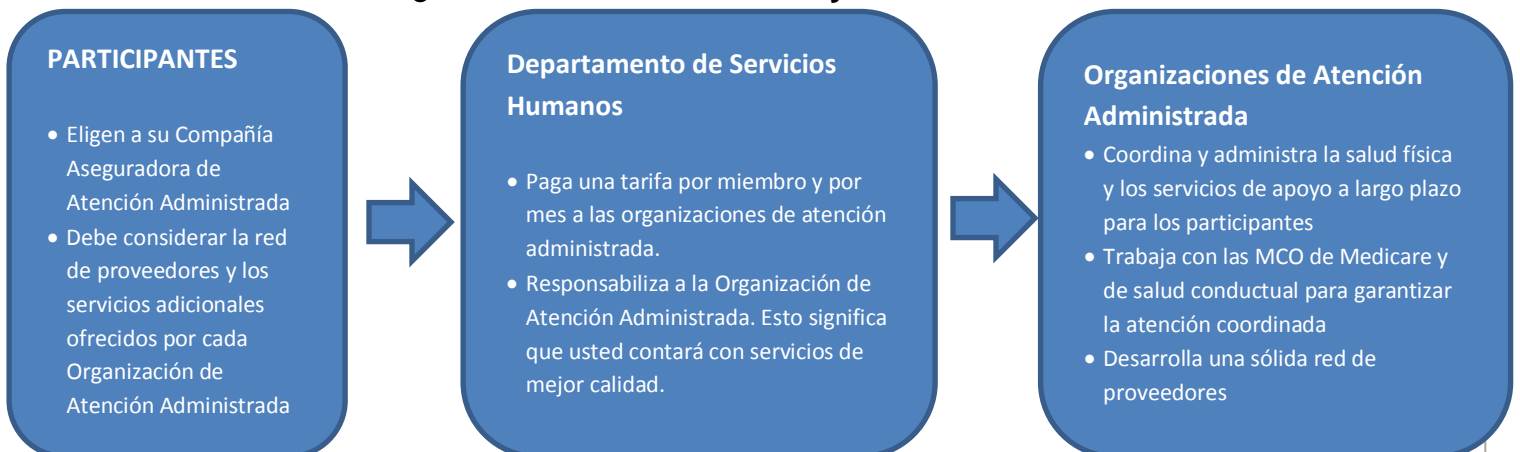 PARTICIPANTES
• Eligen a su Compañía
Aseguradora de
Atención Administrada
• Debe considerar la red
de proveedores y los
servicios adicionales
ofrecidos por cada
Organización de
Atención Administrada
Departamento de Servicios
Humanos
• Paga una tarifa por miembro y por
mes a las organizaciones de atención
administrada.
• Responsabiliza a la Organización de
Atención Administrada. Esto significa
que usted contará con servicios de
mejor calidad.
Organizaciones de Atención
Administrada
• Coordina y administra la salud física
y los servicios de apoyo a largo plazo
para los participantes
• Trabaja con las MCO de Medicare y
de salud conductual para garantizar
la atención coordinada
• Desarrolla una sólida red de
proveedores